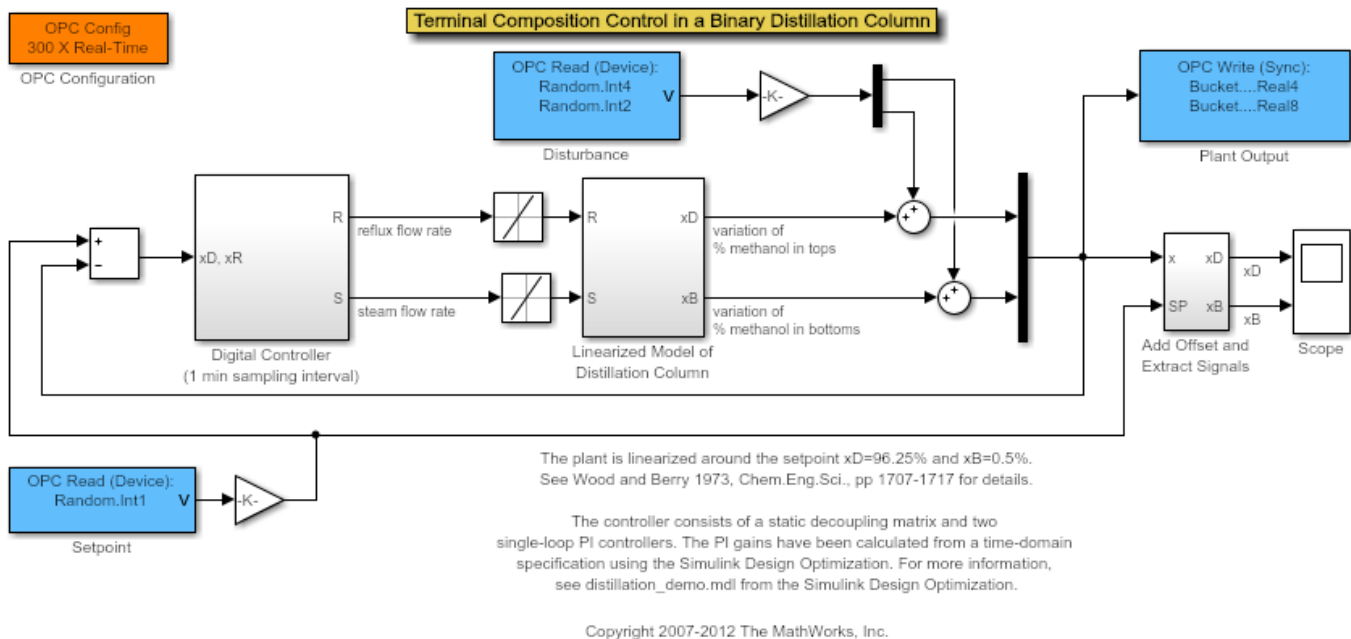 Terminal Composition Control in a Binary Distillation Column
OPC Config
300 X Real-Time
OPC Configuration
OPC Read (Device):
Random.Int4
Random.Int2
V
Disturbance
-K-
OPC Write (Sync):
Bucket....Real4
Bucket....Real8
Plant Output
+
−
xD, xR
R
S
Digital Controller
(1 min sampling interval)
reflux flow rate
steam flow rate
R
S
xD
xB
Linearized Model of
Distillation Column
variation of
% methanol in tops
variation of
% methanol in bottoms
+
+
+
+
x
SP
xD
xB
Add Offset and
Extract Signals
xD
xB
Scope
OPC Read (Device):
Random.Int1
V
Setpoint
-K-
The plant is linearized around the setpoint xD=96.25% and xB=0.5%.
See Wood and Berry 1973, Chem.Eng.Sci., pp 1707-1717 for details.
The controller consists of a static decoupling matrix and two
single-loop PI controllers. The PI gains have been calculated from a time-domain
specification using the Simulink Design Optimization. For more information,
see distillation_demo.mdl from the Simulink Design Optimization.
Copyright 2007-2012 The MathWorks, Inc.